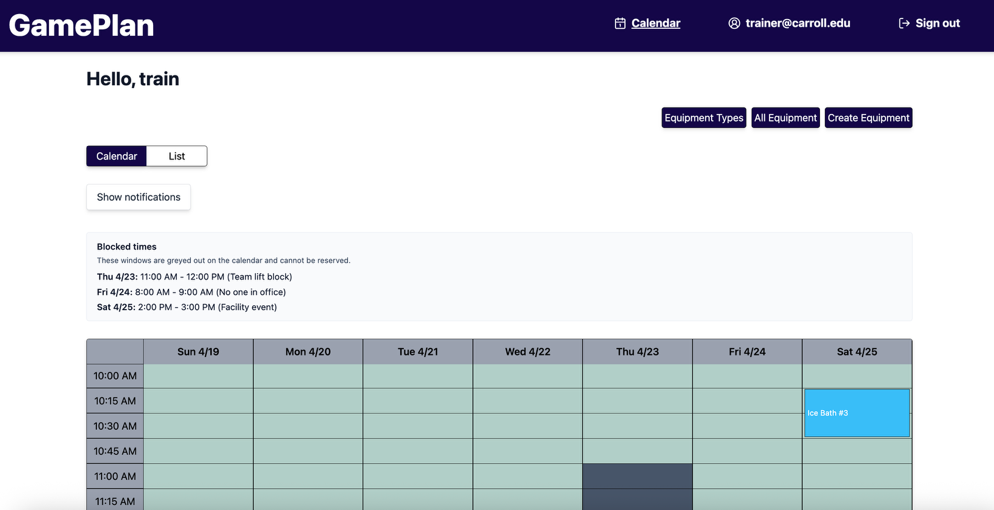 GamePlan
Calendar
trainer@carroll.edu
Sign out
Hello, train
Equipment Types
All Equipment
Create Equipment
Calendar
List
Show notifications
Blocked times
These windows are greyed out on the calendar and cannot be reserved.
Thu 4/23: 11:00 AM - 12:00 PM (Team lift block)
Fri 4/24: 8:00 AM - 9:00 AM (No one in office)
Sat 4/25: 2:00 PM - 3:00 PM (Facility event)
Sun 4/19
Mon 4/20
Tue 4/21
Wed 4/22
Thu 4/23
Fri 4/24
Sat 4/25
10:00 AM
10:15 AM
Ice Bath #3
10:30 AM
10:45 AM
11:00 AM
11:15 AM